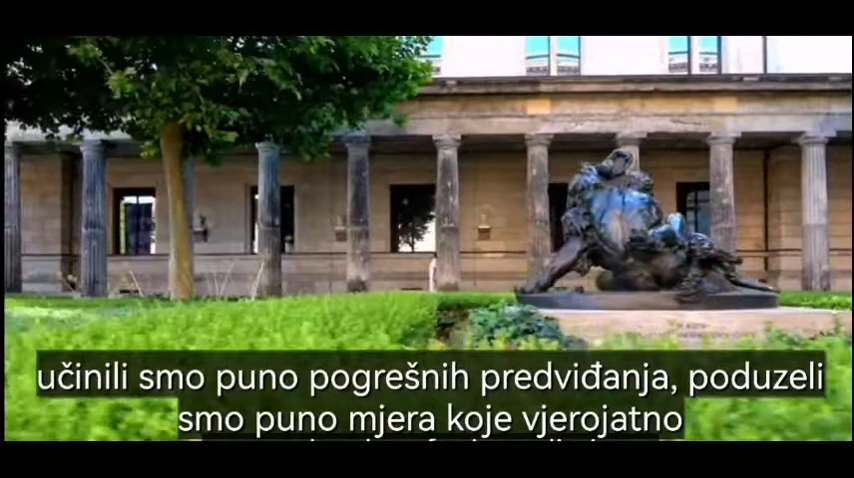 učinili smo puno pogrešnih predviđanja, poduzeli
smo puno mjera koje vjerojatno